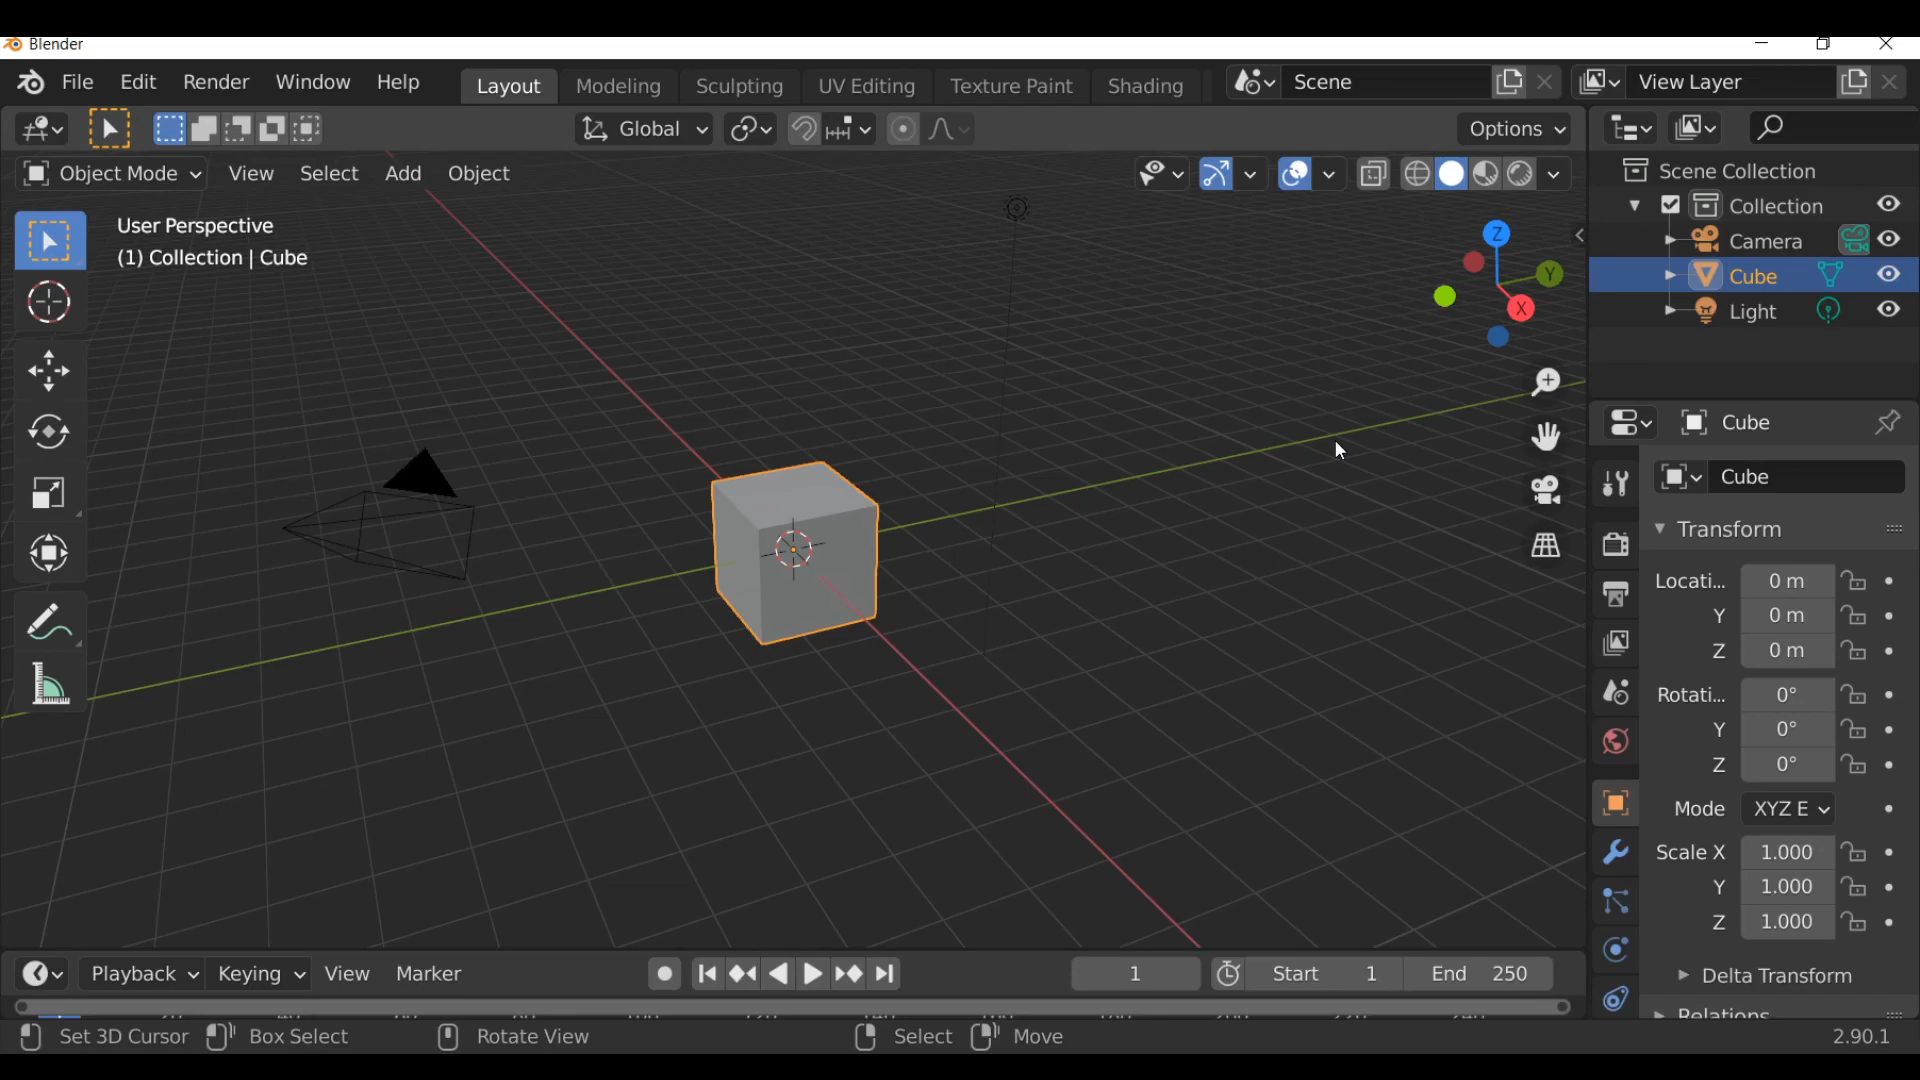 Blender
File Edit Render Window Help Layout Modeling Sculpting UV Editing Texture Paint Shading Scene View Layer
Global Options
Object Mode View Select Add Object
User Perspective
(1) Collection | Cube
Z
Y
X
Scene Collection
Collection
Camera
Cube
Light
Cube
Cube
Transform
Locati... 0 m
Y 0 m
Z 0 m
Rotati... 0°
Y 0°
Z 0°
Mode XYZ E
Scale X 1.000
Y 1.000
Z 1.000
Delta Transform
Relations
Playback Keying View Marker 1 Start 1 End 250
Set 3D Cursor Box Select Rotate View Select Move 2.90.1